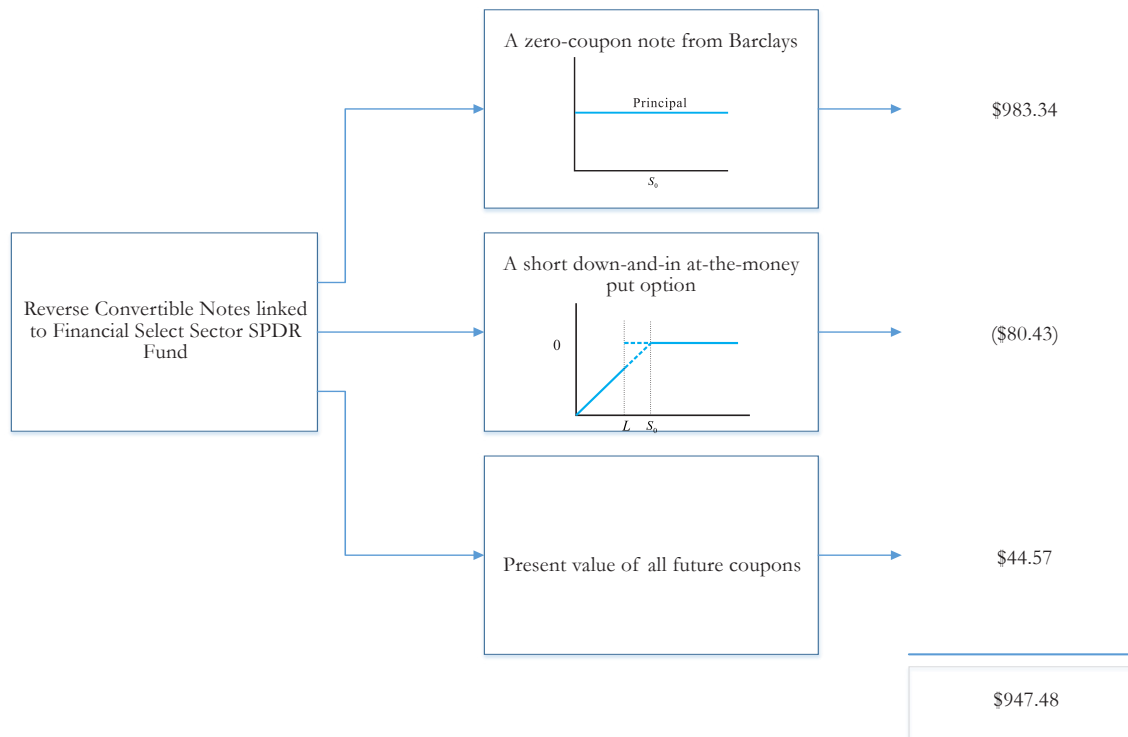 A zero-coupon note from Barclays
Principal
S₀
$983.34
Reverse Convertible Notes linked
to Financial Select Sector SPDR
Fund
A short down-and-in at-the-money
put option
0
L S₀
($80.43)
Present value of all future coupons
$44.57
$947.48